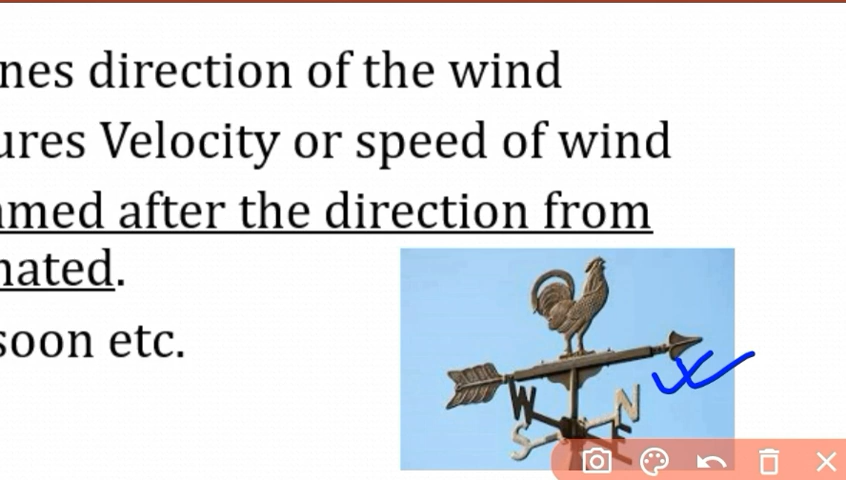 nes direction of the wind
ures Velocity or speed of wind
med after the direction from
nated.
soon etc.
W N
S E